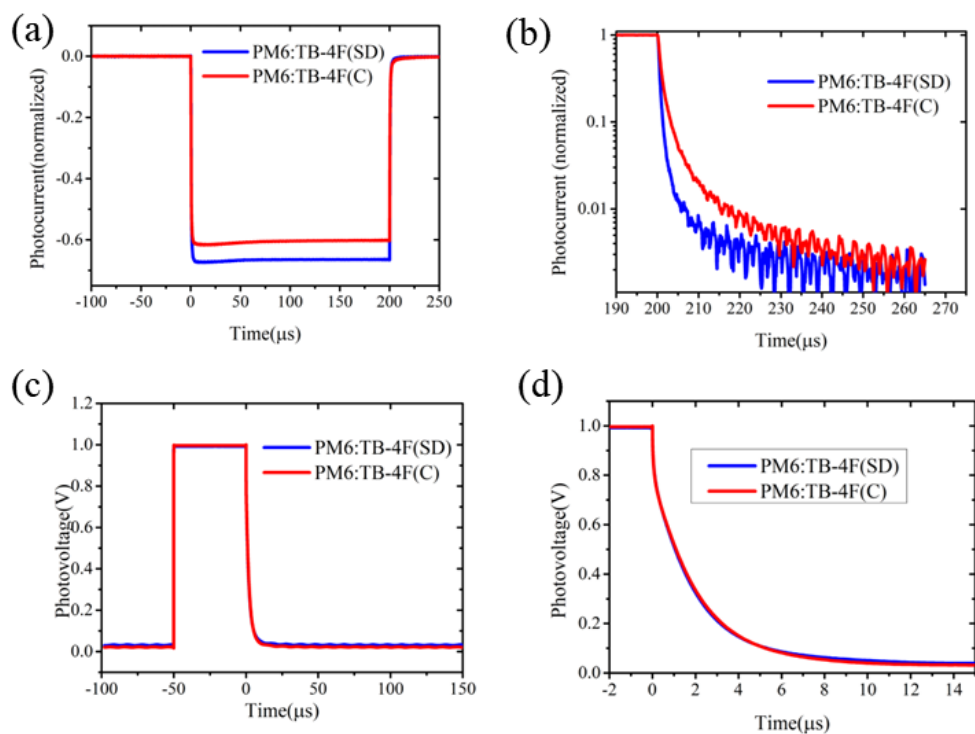 (a)
PM6:TB-4F(SD)
PM6:TB-4F(C)
Photocurrent(normalized)
0.0
-0.2
-0.4
-0.6
-100 -50 0 50 100 150 200 250
Time(μs)
(b)
PM6:TB-4F(SD)
PM6:TB-4F(C)
Photocurrent (normalized)
1
0.1
0.01
190 200 210 220 230 240 250 260 270
Time(μs)
(c)
PM6:TB-4F(SD)
PM6:TB-4F(C)
Photovoltage(V)
1.2
1.0
0.8
0.6
0.4
0.2
0.0
-100 -50 0 50 100 150
Time(μs)
(d)
PM6:TB-4F(SD)
PM6:TB-4F(C)
Photovoltage(V)
1.0
0.8
0.6
0.4
0.2
0.0
-2 0 2 4 6 8 10 12 14
Time(μs)